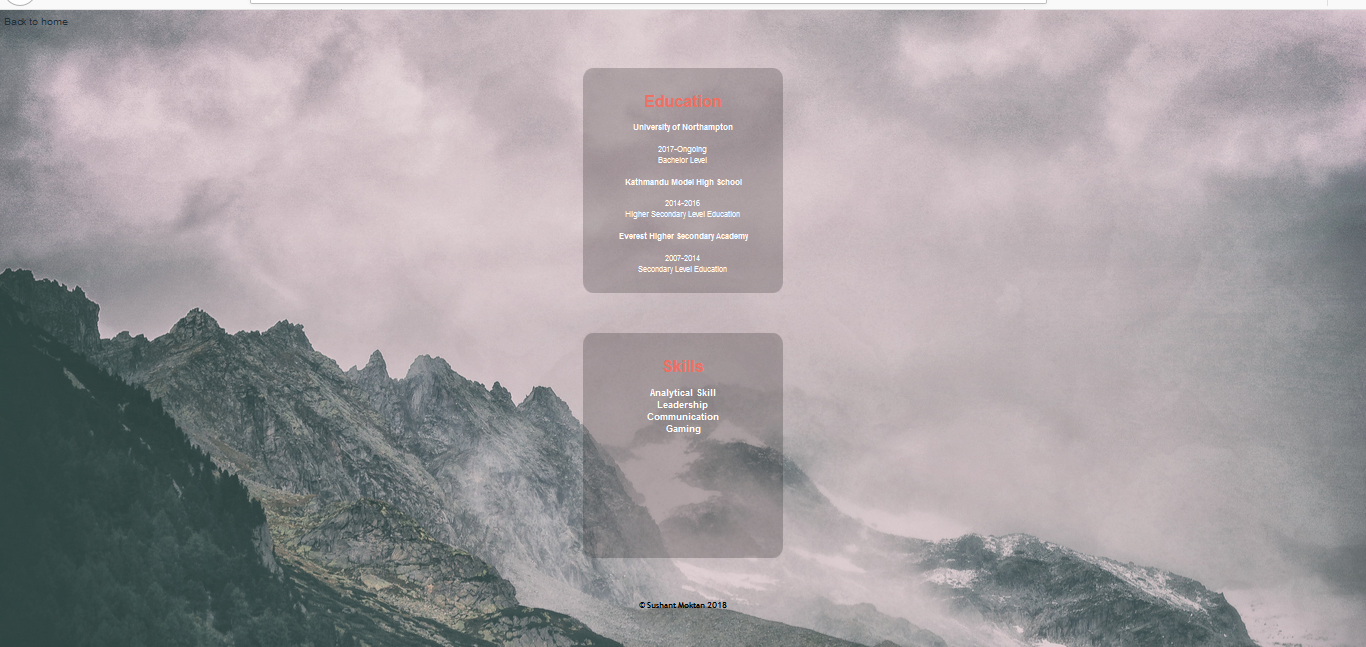 Back to home
Education
University of Northampton
2017-Ongoing
Bachelor Level
Kathmandu Model High School
2014-2016
Higher Secondary Level Education
Everest Higher Secondary Academy
2007-2014
Secondary Level Education
Skills
Analytical Skill
Leadership
Communication
Gaming
© Sushant Moktan 2018